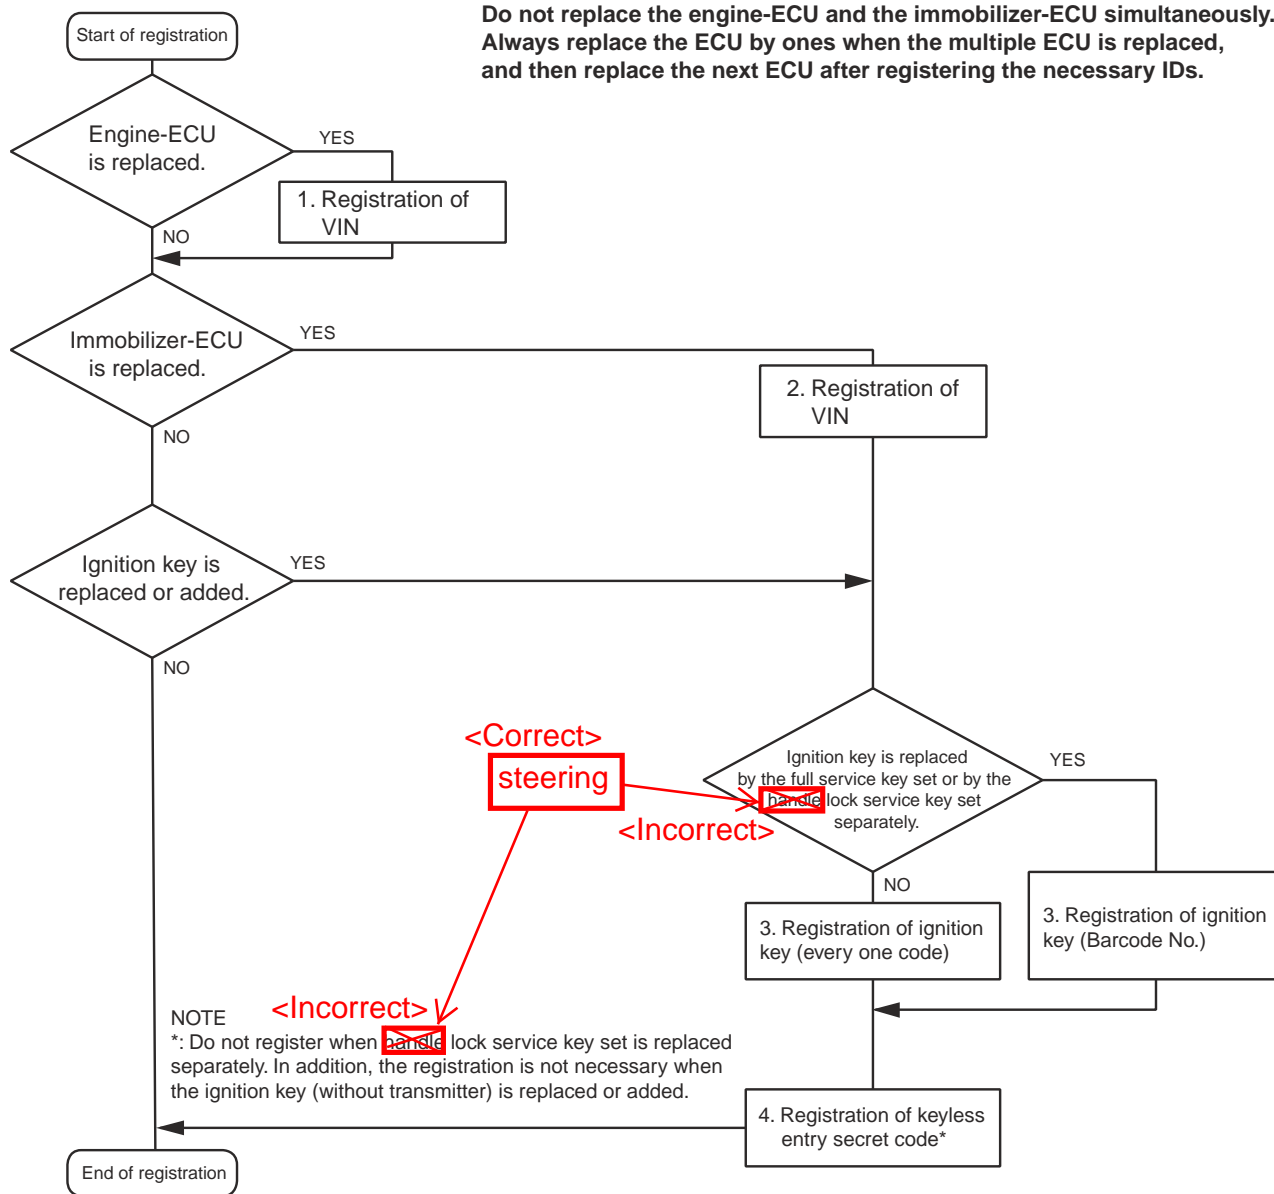 Do not replace the engine-ECU and the immobilizer-ECU simultaneously.
Always replace the ECU by ones when the multiple ECU is replaced,
and then replace the next ECU after registering the necessary IDs.
Start of registration
Engine-ECU
is replaced.
YES
1. Registration of
VIN
NO
Immobilizer-ECU
is replaced.
YES
2. Registration of
VIN
NO
Ignition key is
replaced or added.
YES
NO
<Correct>
steering
<Incorrect>
Ignition key is replaced
by the full service key set or by the
handle lock service key set
separately.
YES
NO
3. Registration of ignition
key (every one code)
3. Registration of ignition
key (Barcode No.)
<Incorrect>
NOTE
*: Do not register when handle lock service key set is replaced
separately. In addition, the registration is not necessary when
the ignition key (without transmitter) is replaced or added.
4. Registration of keyless
entry secret code*
End of registration